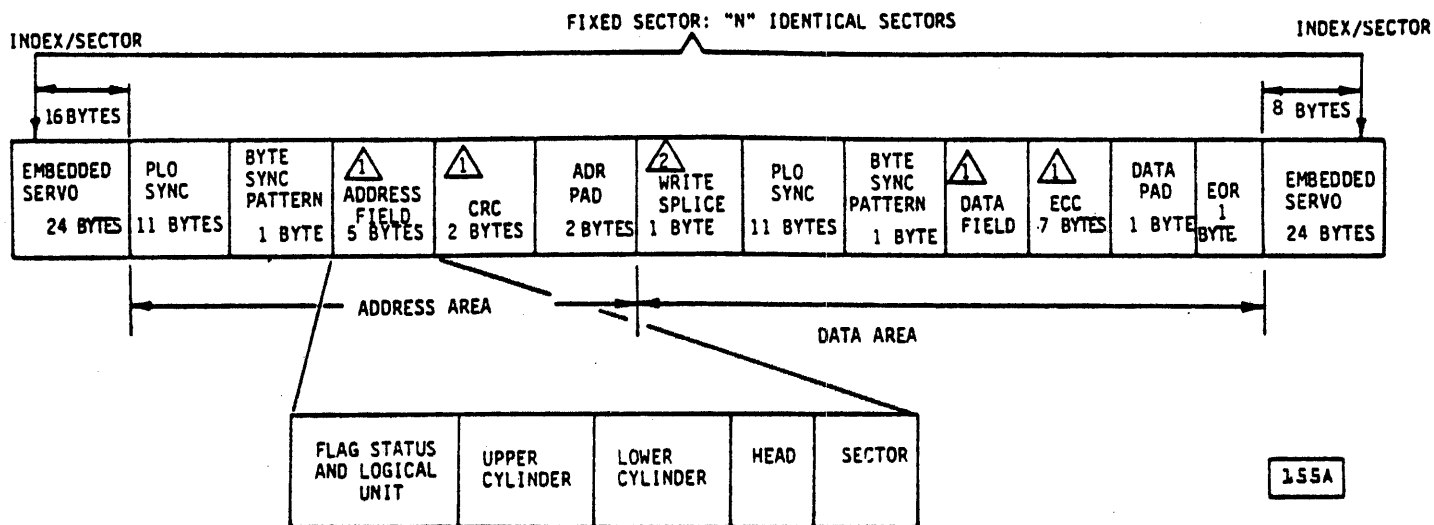 FIXED SECTOR: "N" IDENTICAL SECTORS
INDEX/SECTOR
INDEX/SECTOR
16 BYTES
8 BYTES
EMBEDDED
SERVO
24 BYTES
PLO
SYNC
11 BYTES
BYTE
SYNC
PATTERN
1 BYTE
1
ADDRESS
FIELD
5 BYTES
1
CRC
2 BYTES
ADR
PAD
2 BYTES
2
WRITE
SPLICE
1 BYTE
PLO
SYNC
11 BYTES
BYTE
SYNC
PATTERN
1 BYTE
1
DATA
FIELD
1
ECC
7 BYTES
DATA
PAD
1 BYTE
EOR
1
BYTE
EMBEDDED
SERVO
24 BYTES
ADDRESS AREA
DATA AREA
FLAG STATUS
AND LOGICAL
UNIT
UPPER
CYLINDER
LOWER
CYLINDER
HEAD
SECTOR
155A